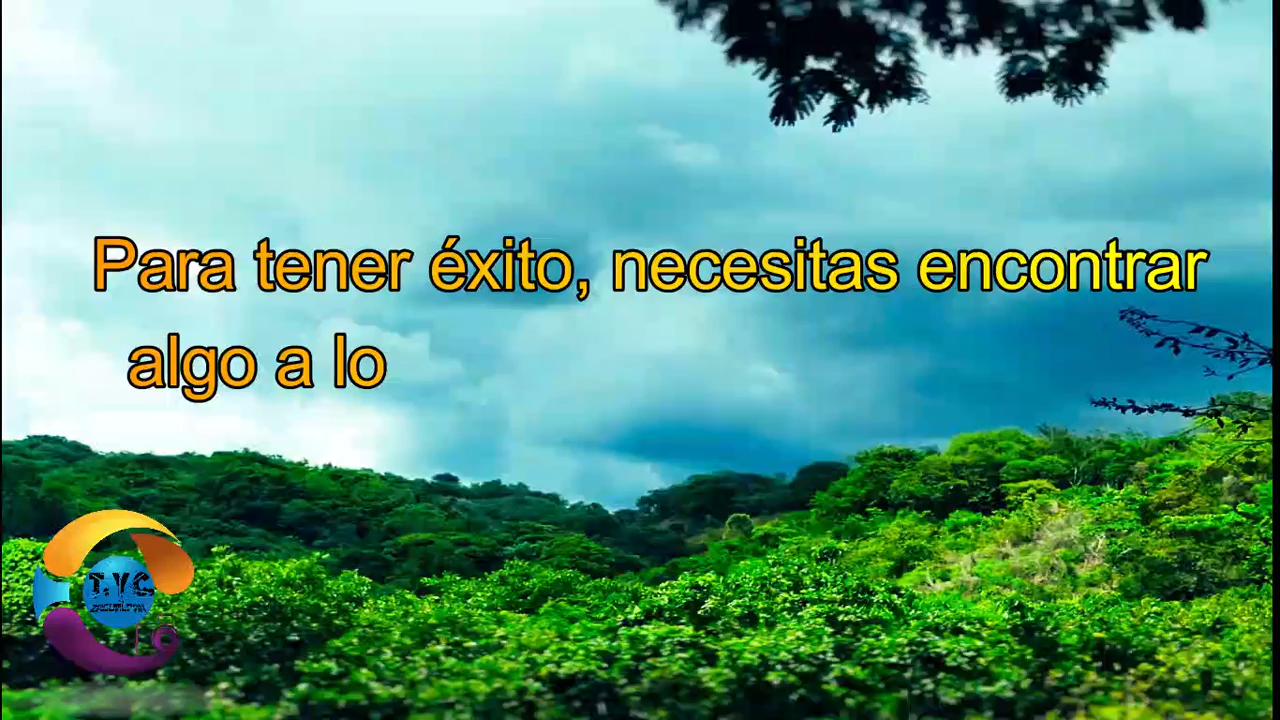 Para tener éxito, necesitas encontrar
algo a lo
T.V.C